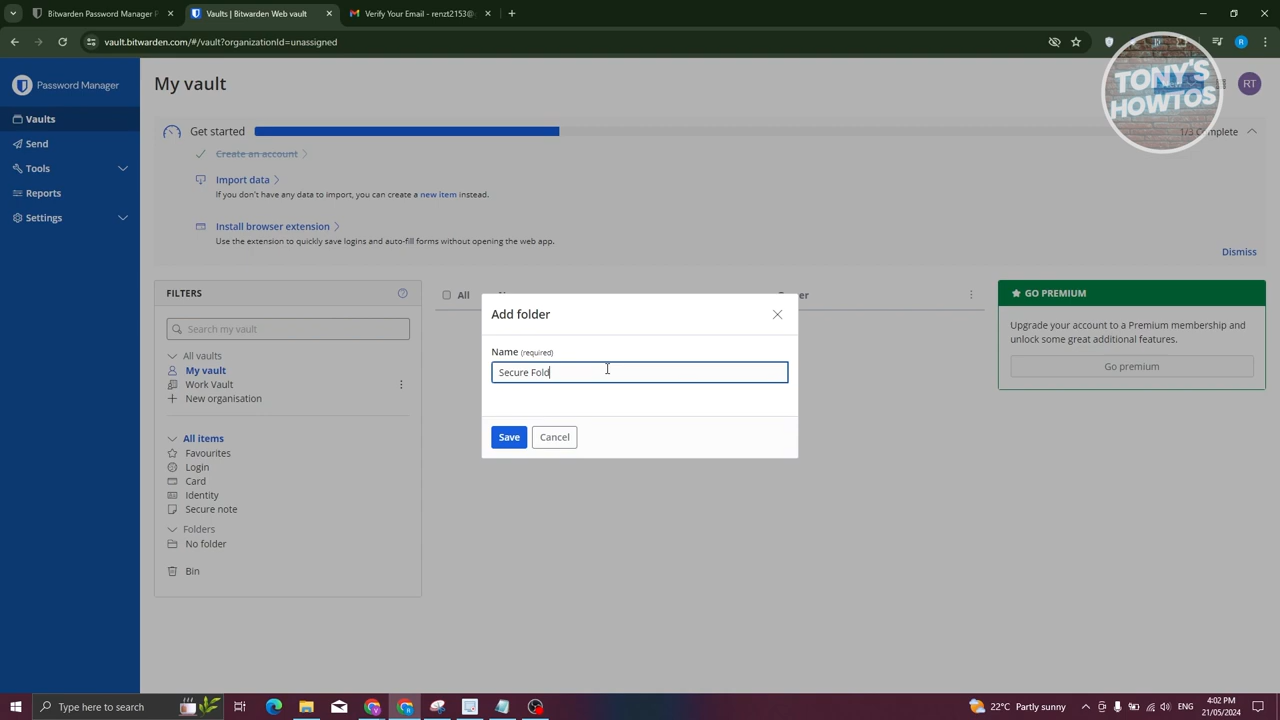 Bitwarden Password Manager P
Vaults | Bitwarden Web vault
Verify Your Email - renzt2153@
vault.bitwarden.com/#/vault?organizationId=unassigned
R
Password Manager
Vaults
Send
Tools
Reports
Settings
My vault
RT
TONY'S
HOWTOS
Get started
1/3 Complete
Create an account
Import data
If you don't have any data to import, you can create a new item instead.
Install browser extension
Use the extension to quickly save logins and auto-fill forms without opening the web app.
Dismiss
FILTERS
Search my vault
All vaults
My vault
Work Vault
New organisation
All items
Favourites
Login
Card
Identity
Secure note
Folders
No folder
Bin
All
Add folder
Name (required)
Secure Fold
Save
Cancel
GO PREMIUM
Upgrade your account to a Premium membership and
unlock some great additional features.
Go premium
Type here to search
22°C Partly sunny
4:02 PM
21/05/2024